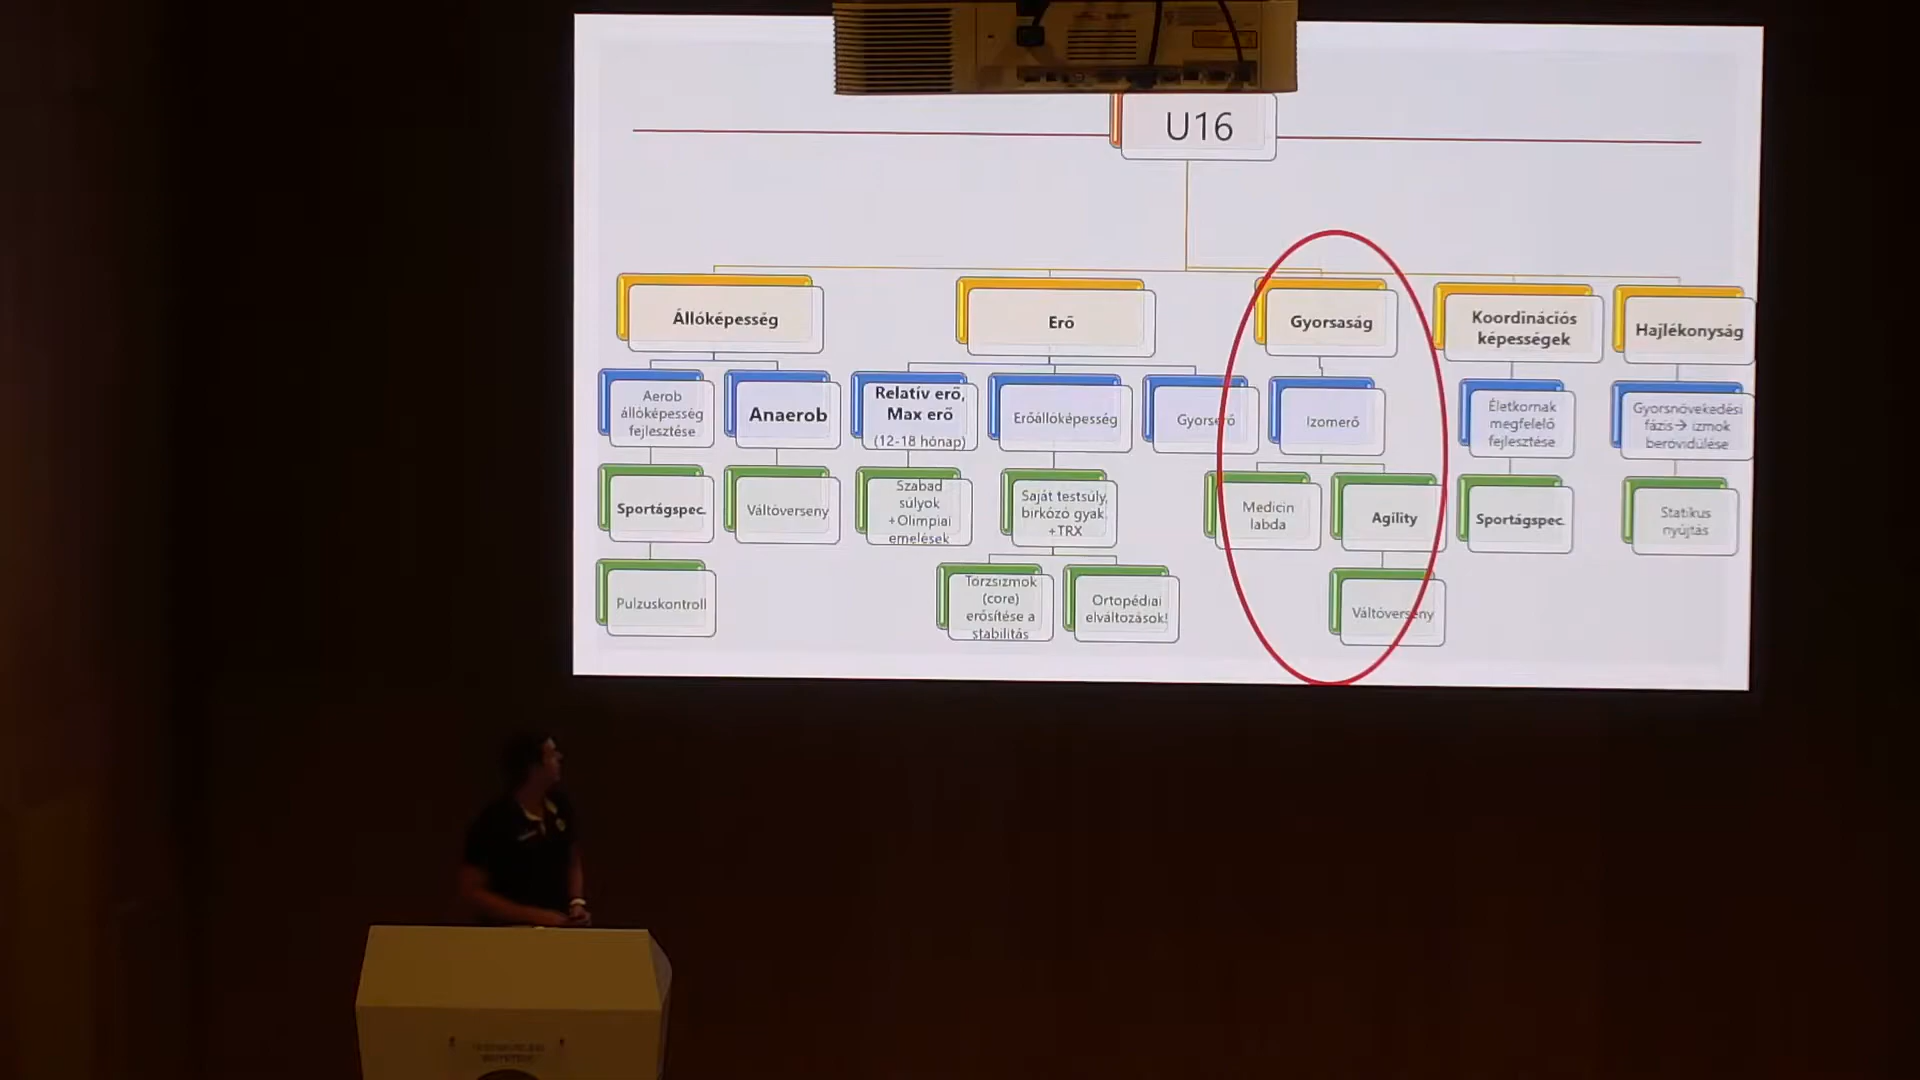 U16
Állóképesség
Erő
Gyorsaság
Koordinációs
képességek
Hajlékonyság
Aerob
állóképesség
fejlesztése
Anaerob
Relatív erő,
Max erő
(12-18 hónap)
Erőállóképesség
Gyorserő
Izomerő
Életkornak
megfelelő
fejlesztése
Gyorsnövekedési
fázis→ izmok
berövidülése
Sportágspec.
Váltóverseny
Szabad
súlyok
+Olimpiai
emelések
Saját testsúly,
birkózó gyak.
+TRX
Medicin
labda
Agility
Sportágspec.
Statikus
nyújtás
Pulzuskontroll
Törzsizmok
(core)
erősítése a
stabilitás
Ortopédiai
elváltozások!
Váltóverseny